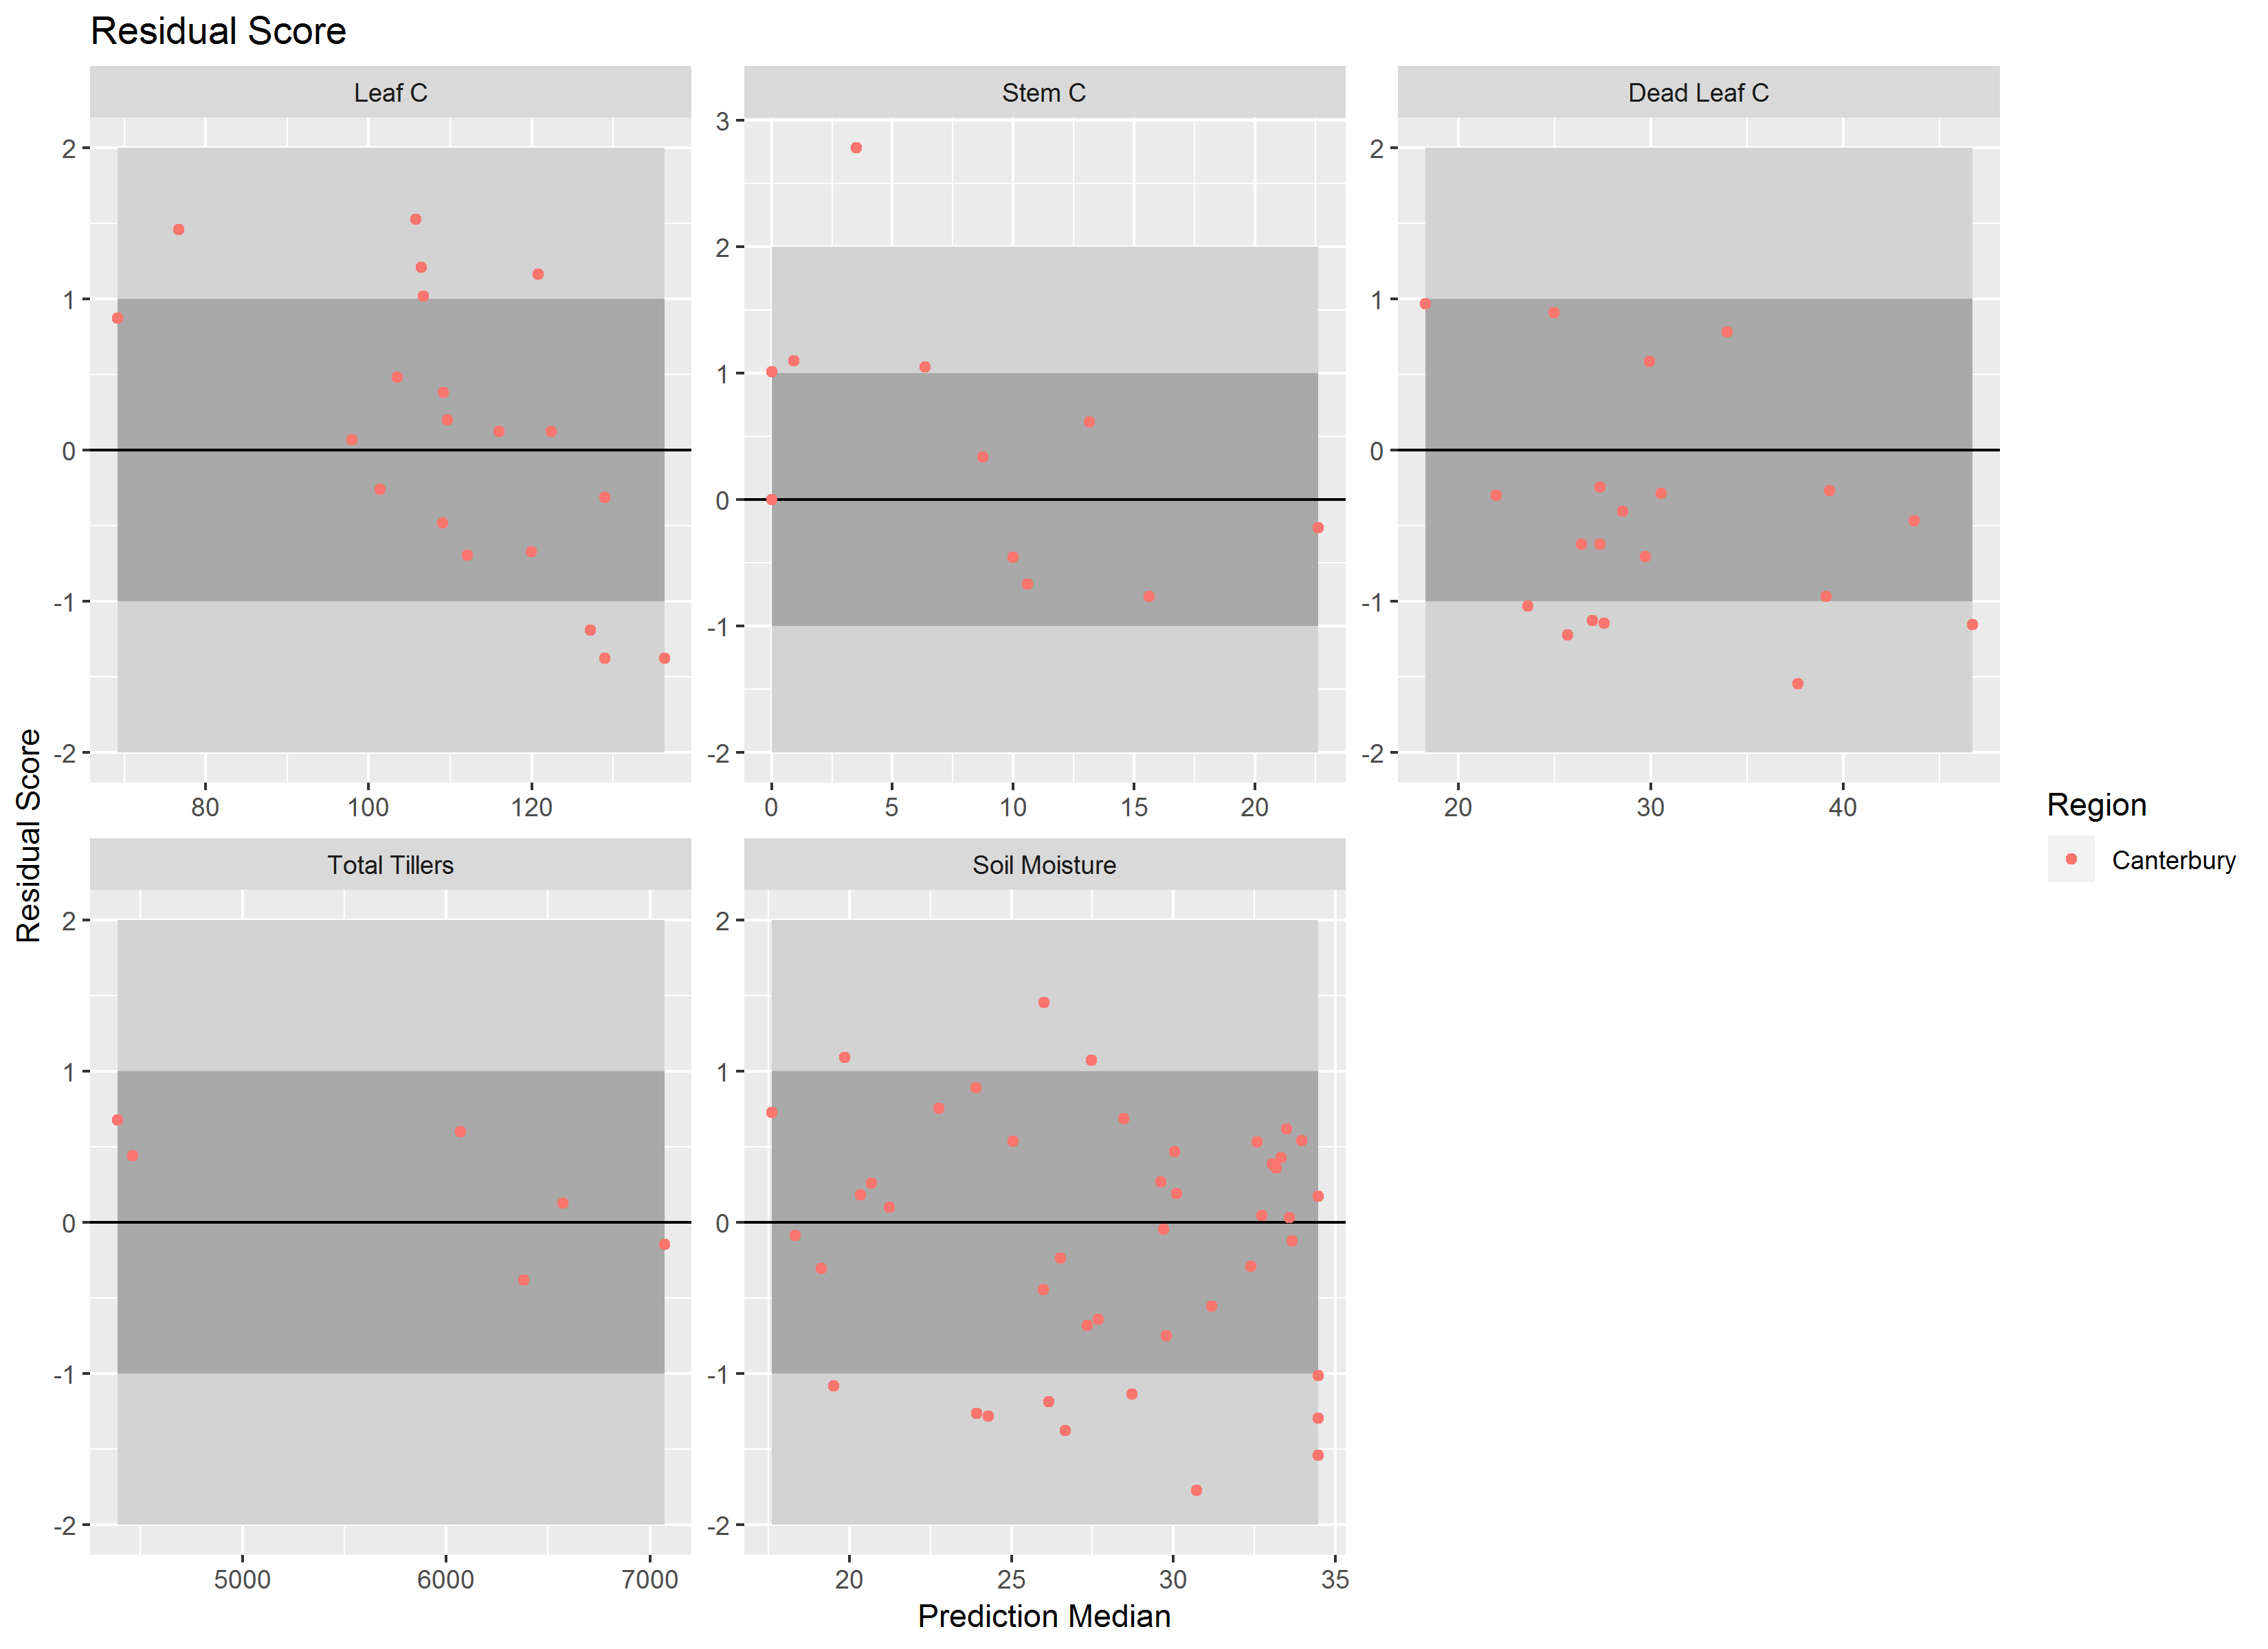 Residual Score
Leaf C
Stem C
Dead Leaf C
2
1
0
-1
-2
80 100 120
3
2
1
0
-1
-2
0 5 10 15 20
2
1
0
-1
-2
20 30 40
Residual Score
Total Tillers
Soil Moisture
2
1
0
-1
-2
5000 6000 7000
2
1
0
-1
-2
20 25 30 35
Prediction Median
Region
Canterbury